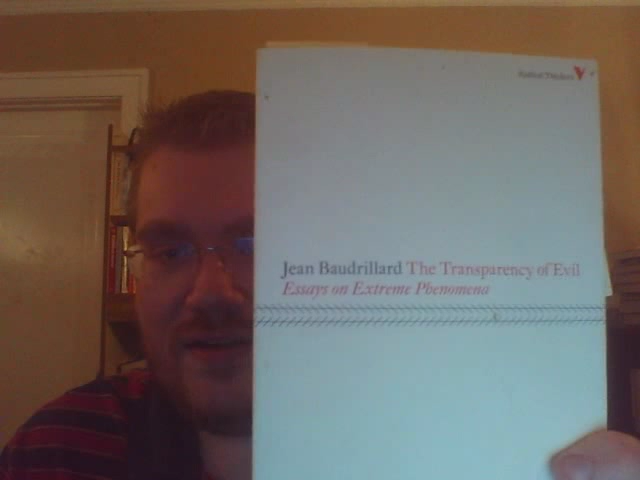 Radical Thinkers
Jean Baudrillard The Transparency of Evil
Essays on Extreme Phenomena